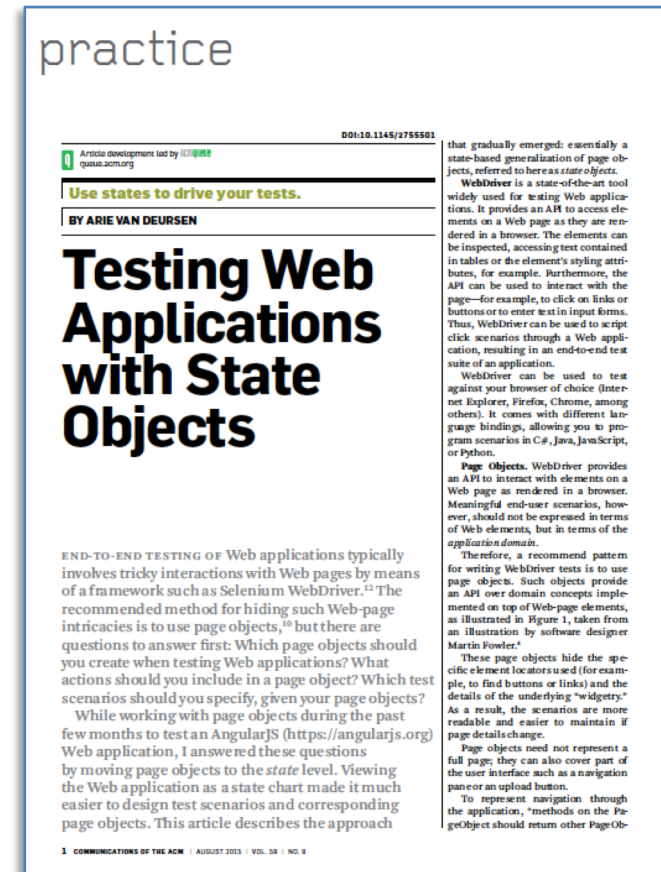 practice
DOI:10.1145/2755501
Article development led by acmqueue
queue.acm.org
Use states to drive your tests.
BY ARIE VAN DEURSEN
Testing Web
Applications
with State
Objects
END-TO-END TESTING OF Web applications typically
involves tricky interactions with Web pages by means
of a framework such as Selenium WebDriver.12 The
recommended method for hiding such Web-page
intricacies is to use page objects,10 but there are
questions to answer first: Which page objects should
you create when testing Web applications? What
actions should you include in a page object? Which test
scenarios should you specify, given your page objects?
While working with page objects during the past
few months to test an AngularJS (https://angularjs.org)
Web application, I answered these questions
by moving page objects to the state level. Viewing
the Web application as a state chart made it much
easier to design test scenarios and corresponding
page objects. This article describes the approach
that gradually emerged: essentially a
state-based generalization of page ob-
jects, referred to here as state objects.
WebDriver is a state-of-the-art tool
widely used for testing Web applica-
tions. It provides an API to access ele-
ments on a Web page as they are ren-
dered in a browser. The elements can
be inspected, accessing text contained
in tables or the element's styling attri-
butes, for example. Furthermore, the
API can be used to interact with the
page—for example, to click on links or
buttons or to enter text in input forms.
Thus, WebDriver can be used to script
click scenarios through a Web appli-
cation, resulting in an end-to-end test
suite of an application.
WebDriver can be used to test
against your browser of choice (Inter-
net Explorer, Firefox, Chrome, among
others). It comes with different lan-
guage bindings, allowing you to pro-
gram scenarios in C#, Java, JavaScript,
or Python.
Page Objects. WebDriver provides
an API to interact with elements on a
Web page as rendered in a browser.
Meaningful end-user scenarios, how-
ever, should not be expressed in terms
of Web elements, but in terms of the
application domain.
Therefore, a recommend pattern
for writing WebDriver tests is to use
page objects. Such objects provide
an API over domain concepts imple-
mented on top of Web-page elements,
as illustrated in Figure 1, taken from
an illustration by software designer
Martin Fowler.6
These page objects hide the spe-
cific element locators used (for exam-
ple, to find buttons or links) and the
details of the underlying "widgetry."
As a result, the scenarios are more
readable and easier to maintain if
page details change.
Page objects need not represent a
full page; they can also cover part of
the user interface such as a navigation
pane or an upload button.
To represent navigation through
the application, "methods on the Pa-
geObject should return other PageOb-
1 COMMUNICATIONS OF THE ACM | AUGUST 2015 | VOL. 58 | NO. 8